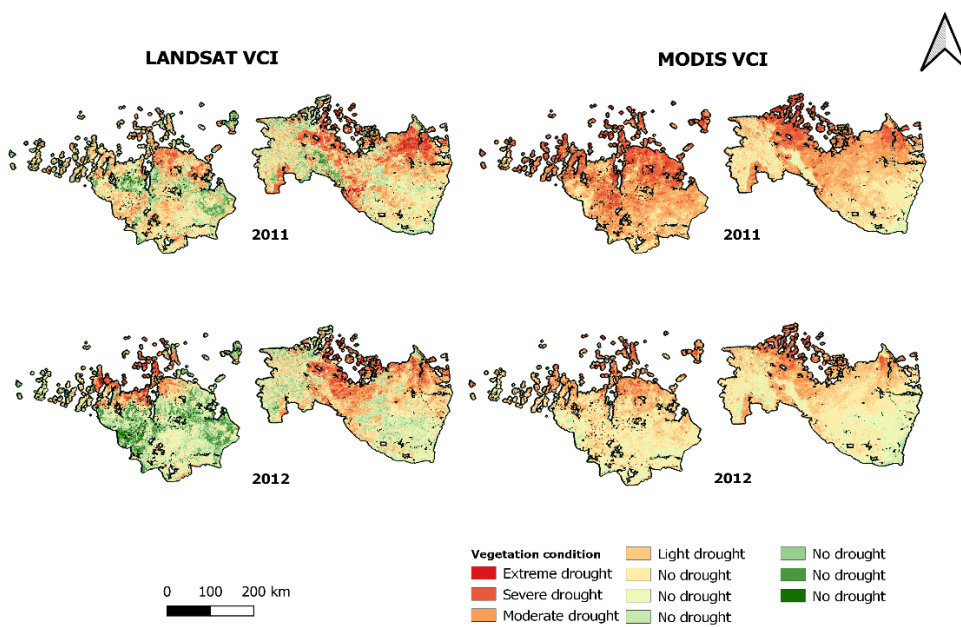 LANDSAT VCI
MODIS VCI
2011
2011
2012
2012
0 100 200 km
Vegetation condition
Extreme drought
Severe drought
Moderate drought
Light drought
No drought
No drought
No drought
No drought
No drought
No drought